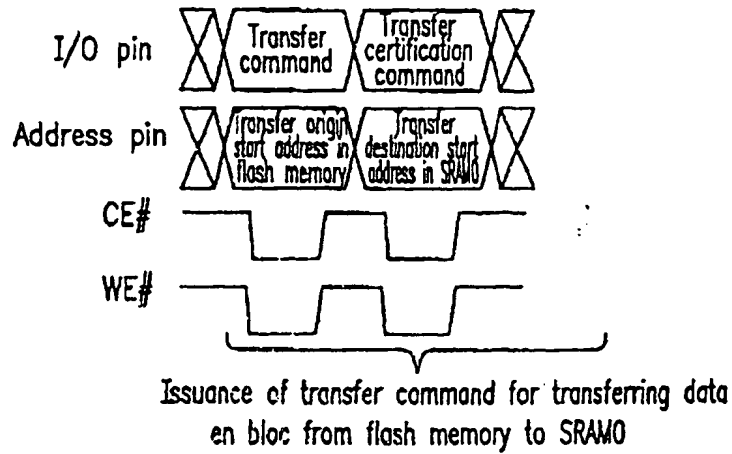 I/O pin
Transfer
command
Transfer
certification
command
Address pin
Transfer origin
start address in
flash memory
Transfer
destination start
address in SRAM0
CE#
WE#
Issuance of transfer command for transferring data
en bloc from flash memory to SRAM0